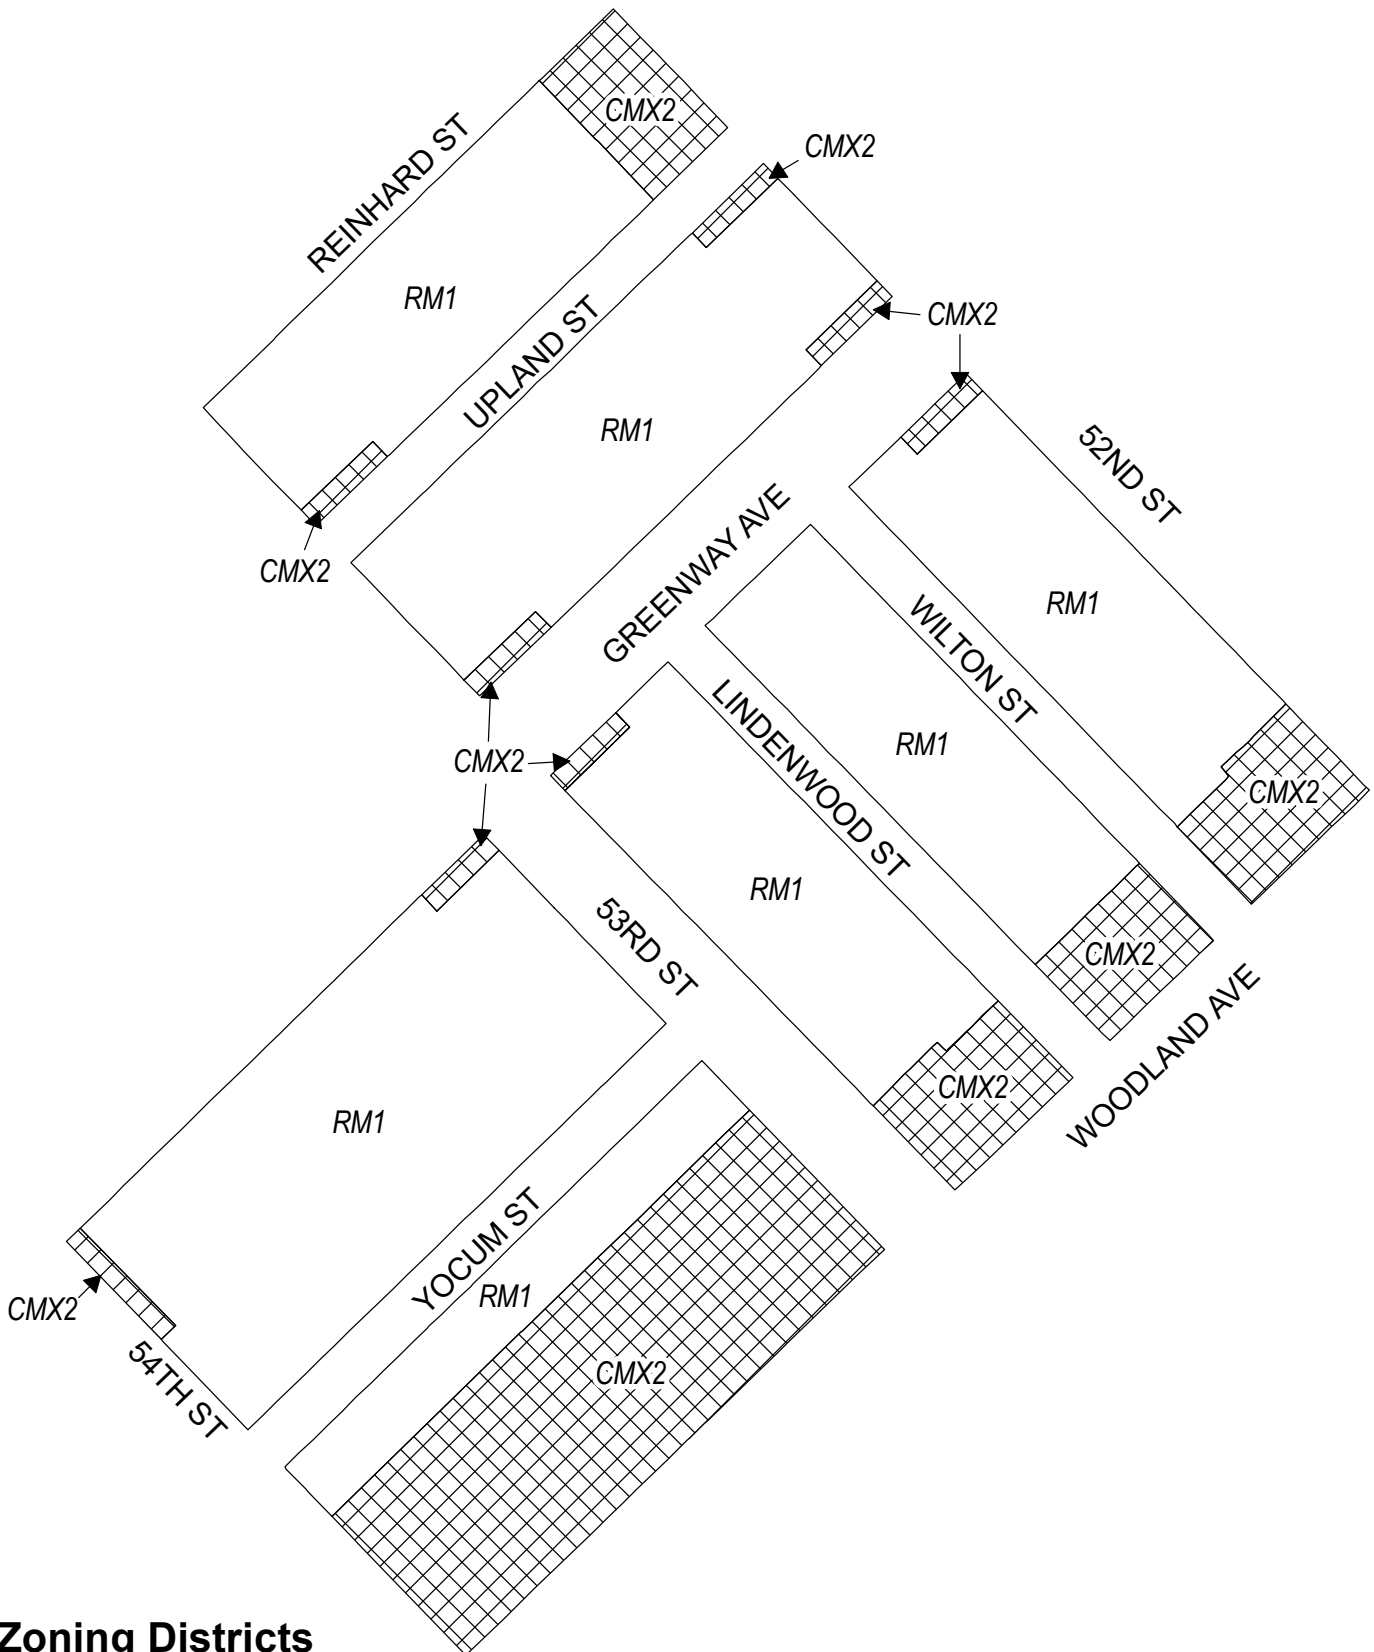 CMX2
CMX2
REINHARD ST
RM1
UPLAND ST
CMX2
RM1
52ND ST
GREENWAY AVE
CMX2
RM1
WILTON ST
LINDENWOOD ST
RM1
CMX2
CMX2
RM1
53RD ST
CMX2
WOODLAND AVE
CMX2
RM1
YOCUM ST
RM1
CMX2
54TH ST
CMX2
Zoning Districts